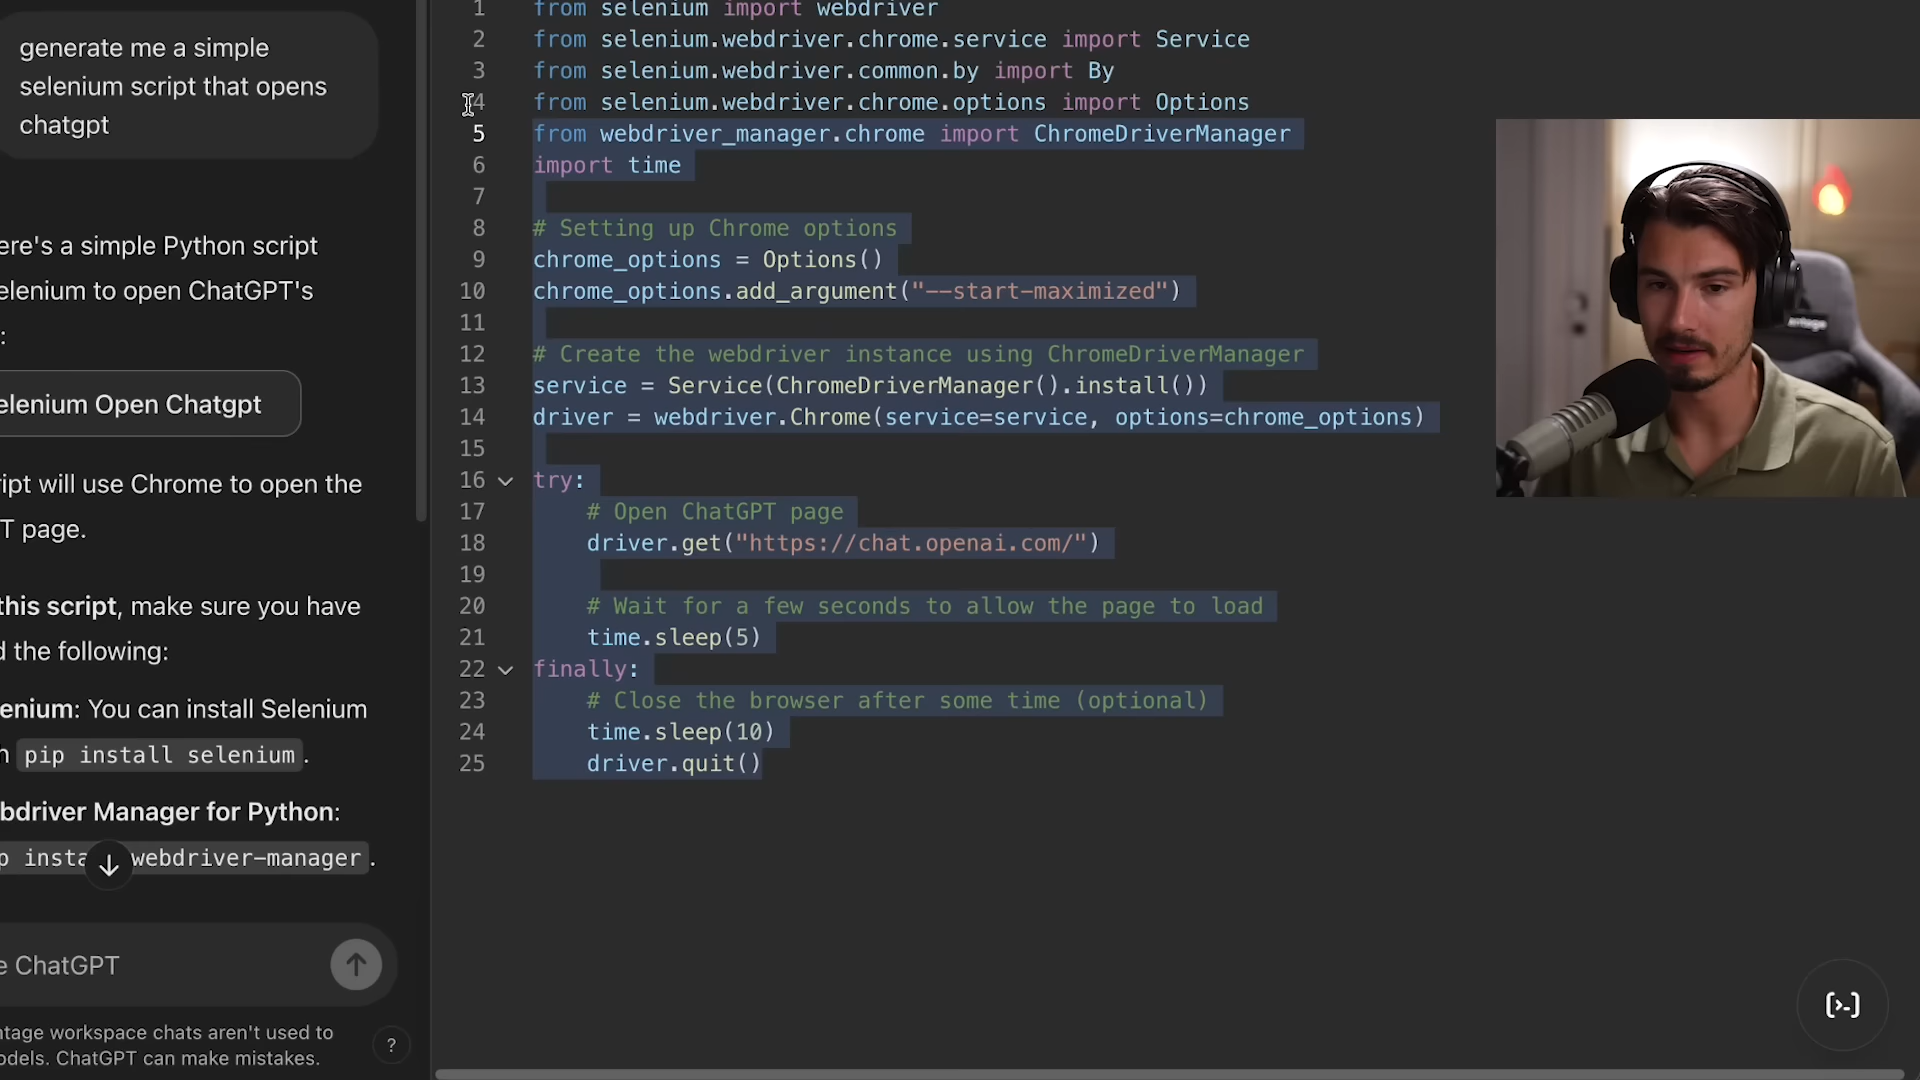 generate me a simple
selenium script that opens
chatgpt
ere's a simple Python script
elenium to open ChatGPT's
:
elenium Open Chatgpt
ipt will use Chrome to open the
T page.
this script, make sure you have
d the following:
enium: You can install Selenium
n pip install selenium.
bdriver Manager for Python:
p insta webdriver-manager.
e ChatGPT
ntage workspace chats aren't used to
odels. ChatGPT can make mistakes.
?
1 from selenium import webdriver
2 from selenium.webdriver.chrome.service import Service
3 from selenium.webdriver.common.by import By
4 from selenium.webdriver.chrome.options import Options
5 from webdriver_manager.chrome import ChromeDriverManager
6 import time
7
8 # Setting up Chrome options
9 chrome_options = Options()
10 chrome_options.add_argument("--start-maximized")
11
12 # Create the webdriver instance using ChromeDriverManager
13 service = Service(ChromeDriverManager().install())
14 driver = webdriver.Chrome(service=service, options=chrome_options)
15
16 try:
17     # Open ChatGPT page
18     driver.get("https://chat.openai.com/")
19
20     # Wait for a few seconds to allow the page to load
21     time.sleep(5)
22 finally:
23     # Close the browser after some time (optional)
24     time.sleep(10)
25     driver.quit()